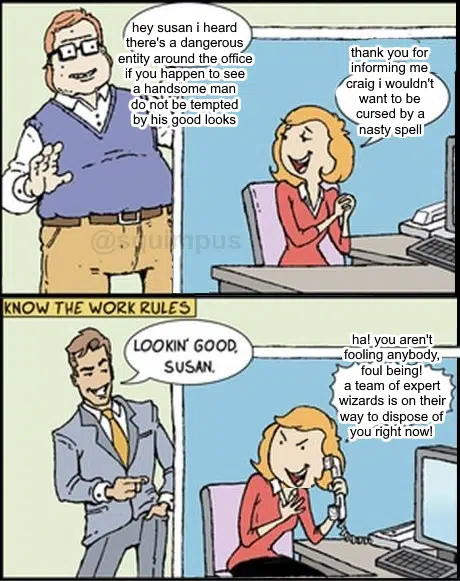 hey susan i heard
there's a dangerous
entity around the office
if you happen to see
a handsome man
do not be tempted
by his good looks
thank you for
informing me
craig i wouldn't
want to be
cursed by a
nasty spell
@squimpus
KNOW THE WORK RULES
LOOKIN' GOOD,
SUSAN.
ha! you aren't
fooling anybody,
foul being!
a team of expert
wizards is on their
way to dispose of
you right now!